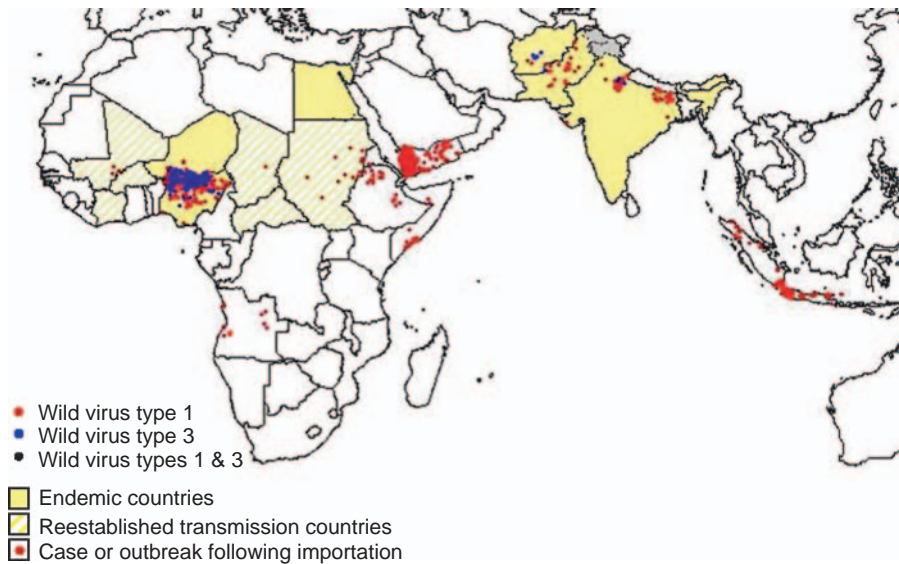 Wild virus type 1
Wild virus type 3
Wild virus types 1 & 3
Endemic countries
Reestablished transmission countries
Case or outbreak following importation